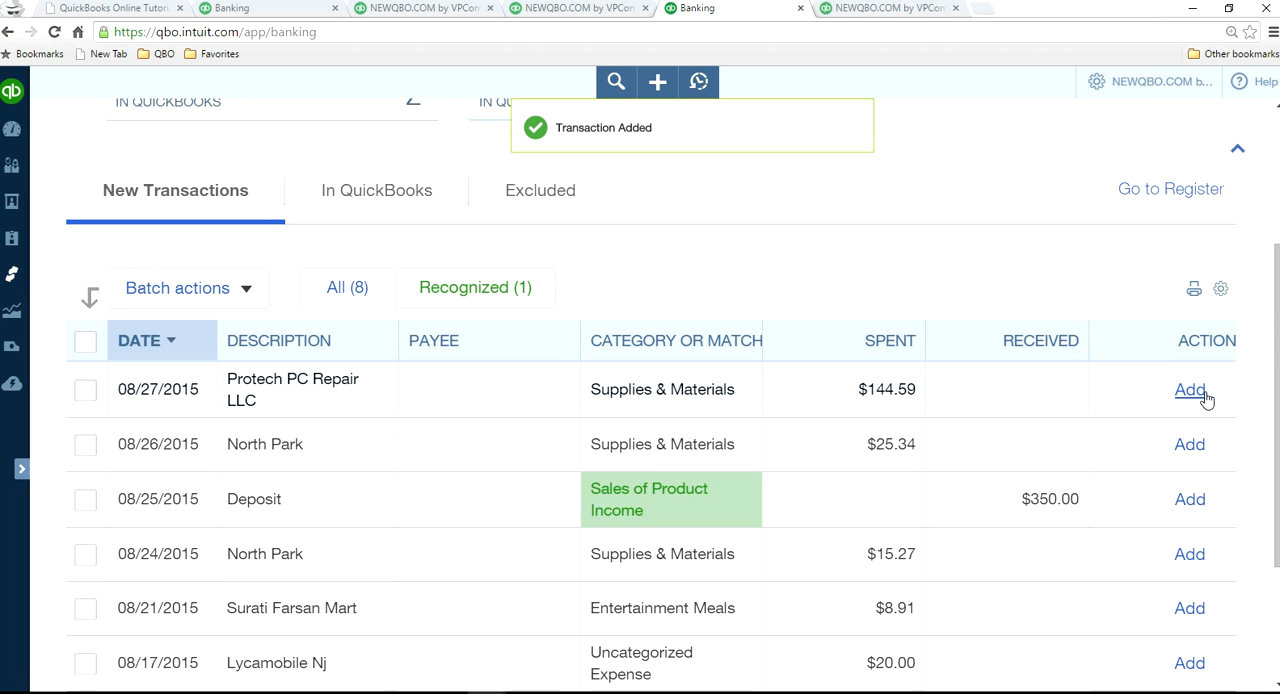 QuickBooks Online Tutori
Banking
NEWQBO.COM by VPCon
NEWQBO.COM by VPCon
Banking
NEWQBO.COM by VPCon
https://qbo.intuit.com/app/banking
Bookmarks New Tab QBO Favorites Other bookmarks
qb NEWQBO.COM b... Help
IN QUICKBOOKS
Transaction Added
New Transactions In QuickBooks Excluded Go to Register
Batch actions All (8) Recognized (1)
DATE DESCRIPTION PAYEE CATEGORY OR MATCH SPENT RECEIVED ACTION
08/27/2015 Protech PC Repair LLC Supplies & Materials $144.59 Add
08/26/2015 North Park Supplies & Materials $25.34 Add
08/25/2015 Deposit Sales of Product Income $350.00 Add
08/24/2015 North Park Supplies & Materials $15.27 Add
08/21/2015 Surati Farsan Mart Entertainment Meals $8.91 Add
08/17/2015 Lycamobile Nj Uncategorized Expense $20.00 Add